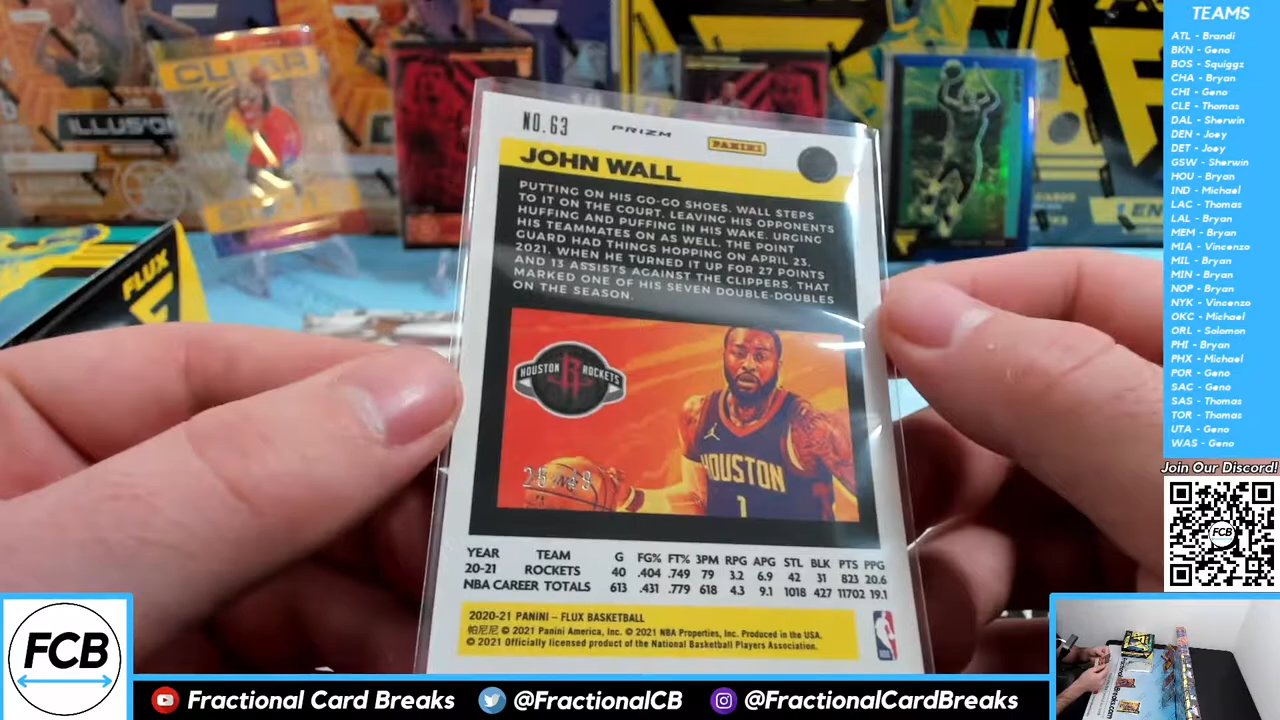 CLEAR
ILLUS
FLUX
NO.63
PRIZM
PANINI
JOHN WALL
PUTTING ON HIS GO-GO SHOES, WALL STEPS
TO IT ON THE COURT, LEAVING HIS OPPONENTS
HUFFING AND PUFFING IN HIS WAKE. URGING
HIS TEAMMATES ON AS WELL, THE POINT
GUARD HAD THINGS HOPPING ON APRIL 23,
2021, WHEN HE TURNED IT UP FOR 27 POINTS
AND 13 ASSISTS AGAINST THE CLIPPERS. THAT
MARKED ONE OF HIS SEVEN DOUBLE-DOUBLES
ON THE SEASON.
HOUSTON R ROCKETS
HOUSTON
1
YEAR TEAM G FG% FT% 3PM RPG APG STL BLK PTS PPG
20-21 ROCKETS 40 .404 .749 79 3.2 6.9 42 31 823 20.6
NBA CAREER TOTALS 613 .431 .779 618 4.3 9.1 1018 427 11702 19.1
2020-21 PANINI – FLUX BASKETBALL
帕尼尼 © 2021 Panini America, Inc. © 2021 NBA Properties, Inc. Produced in the USA.
© 2021 Officially licensed product of the National Basketball Players Association.
TEAMS
ATL - Brandi
BKN - Geno
BOS - Squiggs
CHA - Bryan
CHI - Geno
CLE - Thomas
DAL - Sherwin
DEN - Joey
DET - Joey
GSW - Sherwin
HOU - Bryan
IND - Michael
LAC - Thomas
LAL - Bryan
MEM - Bryan
MIA - Vincenzo
MIL - Bryan
MIN - Bryan
NOP - Bryan
NYK - Vincenzo
OKC - Michael
ORL - Solomon
PHI - Bryan
PHX - Michael
POR - Geno
SAC - Geno
SAS - Thomas
TOR - Thomas
UTA - Geno
WAS - Geno
Join Our Discord!
FCB
FCB
Fractional Card Breaks
@FractionalCB
@FractionalCardBreaks